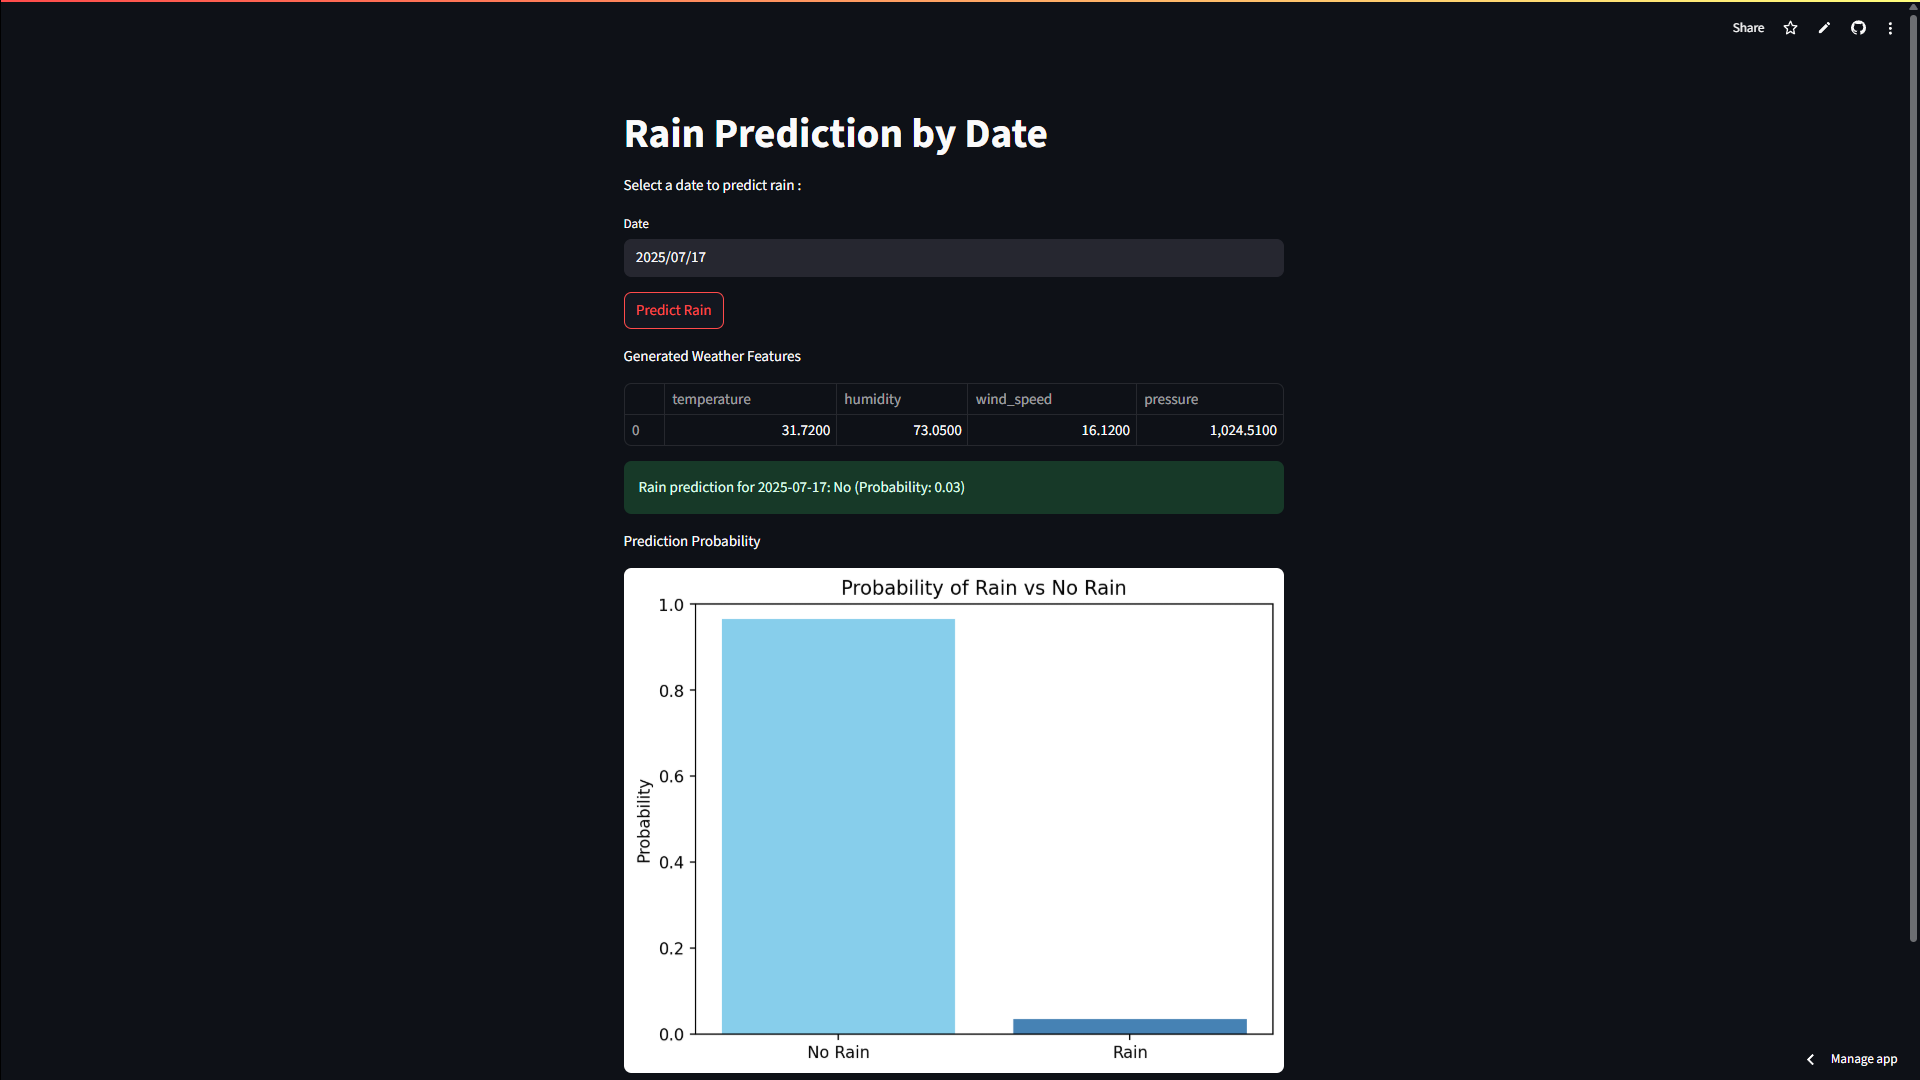 Share
Rain Prediction by Date
Select a date to predict rain :
Date
2025/07/17
Predict Rain
Generated Weather Features
temperature humidity wind_speed pressure
0 31.7200 73.0500 16.1200 1,024.5100
Rain prediction for 2025-07-17: No (Probability: 0.03)
Prediction Probability
Probability of Rain vs No Rain
1.0
0.8
0.6
0.4
0.2
0.0
Probability
No Rain Rain
Manage app